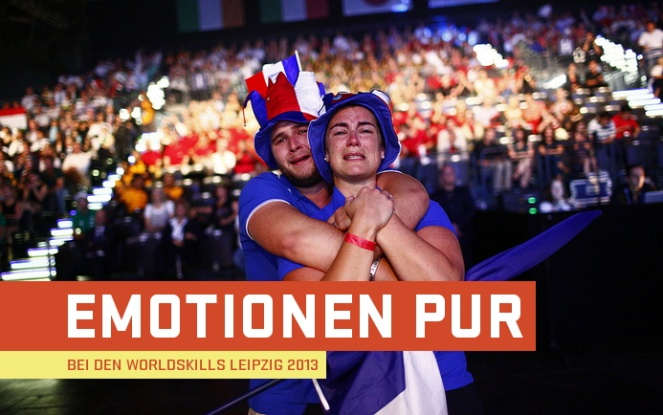 EMOTIONEN PUR
BEI DEN WORLDSKILLS LEIPZIG 2013